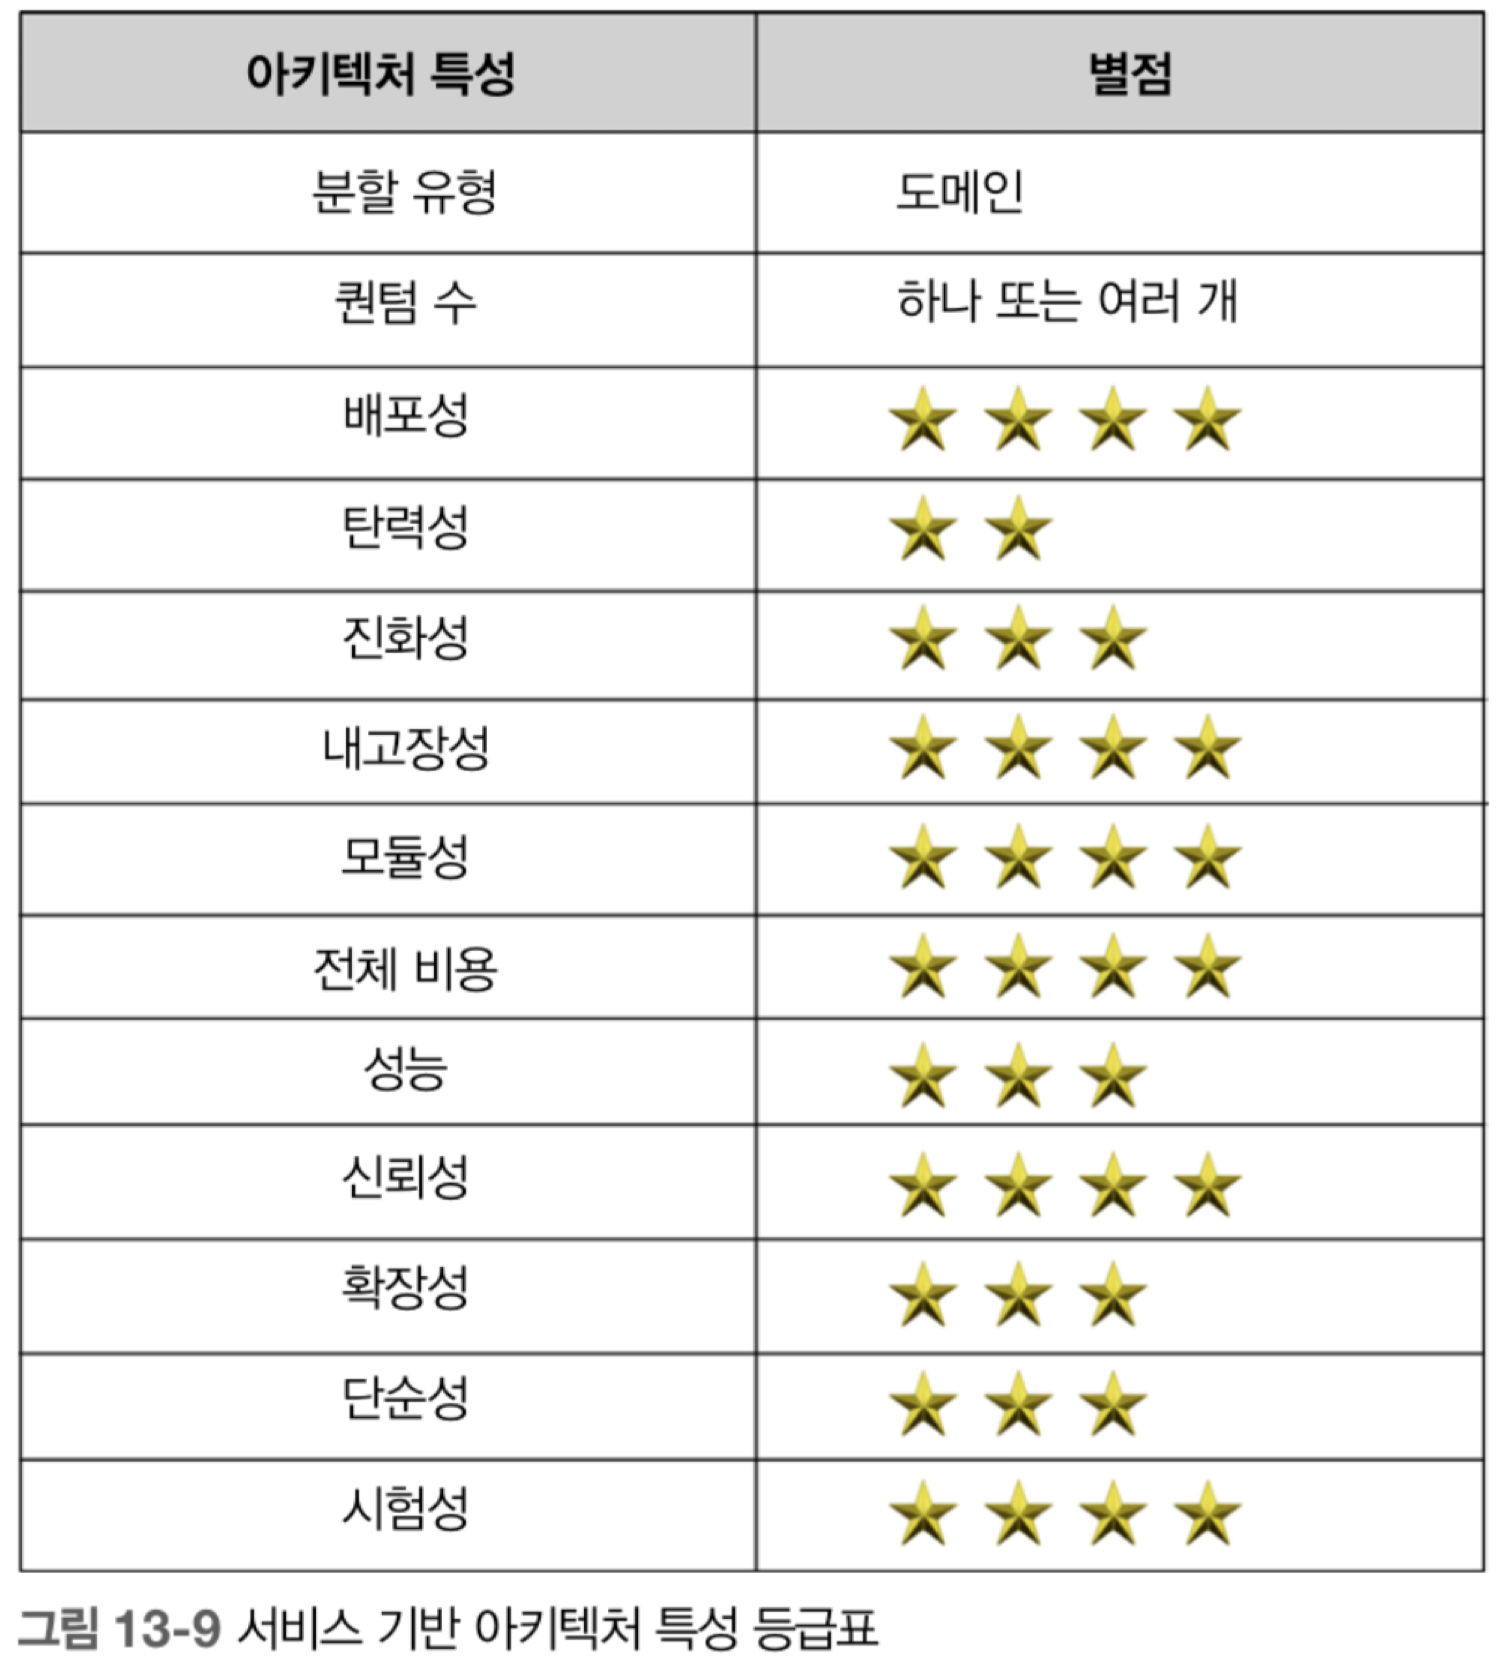 아키텍처 특성 별점
분할 유형 도메인
퀀텀 수 하나 또는 여러 개
배포성
탄력성
진화성
내고장성
모듈성
전체 비용
성능
신뢰성
확장성
단순성
시험성
그림 13-9 서비스 기반 아키텍처 특성 등급표